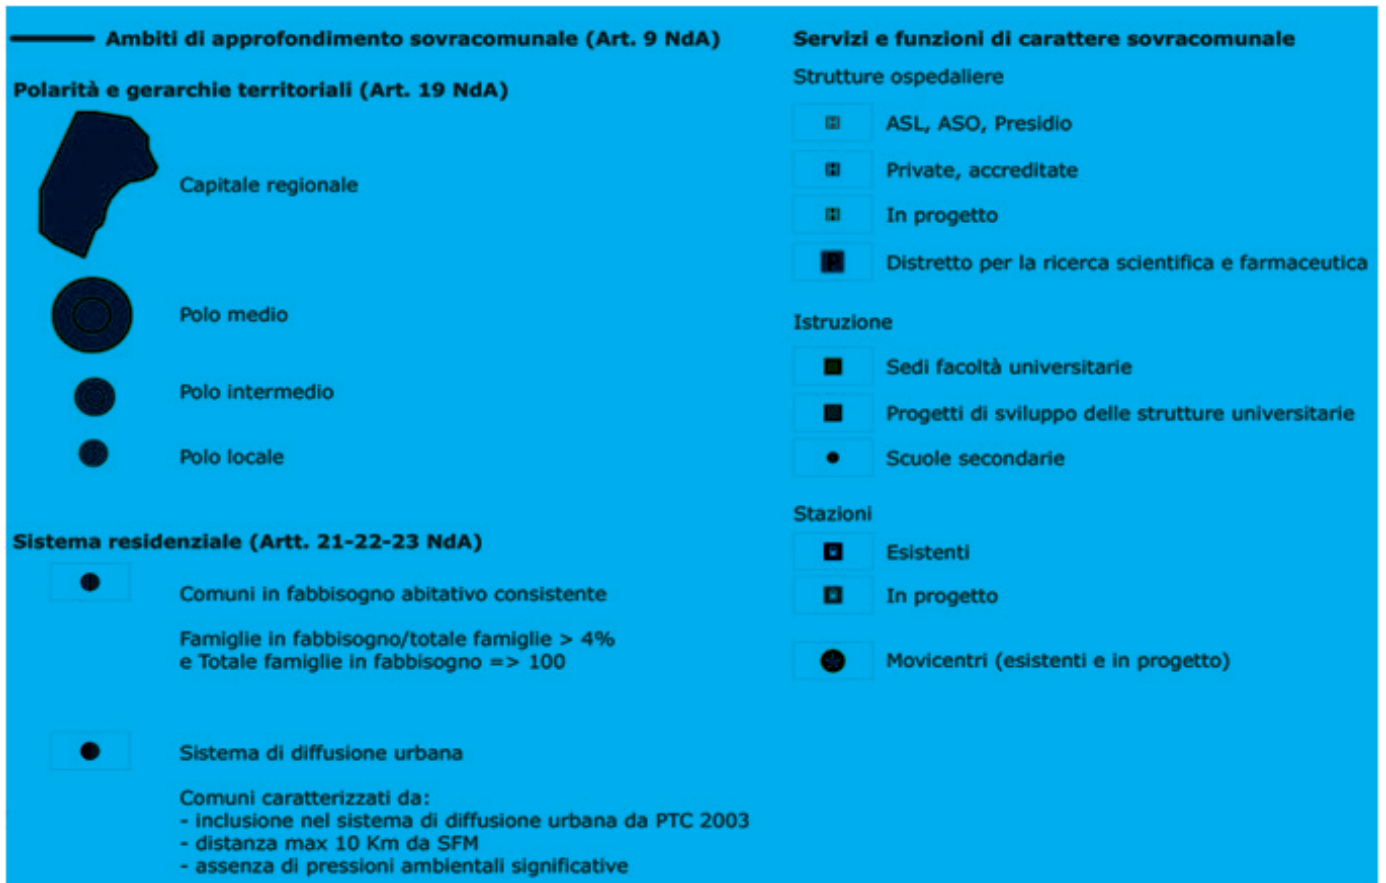 Ambiti di approfondimento sovracomunale (Art. 9 NdA)
Polarità e gerarchie territoriali (Art. 19 NdA)
Capitale regionale
Polo medio
Polo intermedio
Polo locale
Sistema residenziale (Artt. 21-22-23 NdA)
Comuni in fabbisogno abitativo consistente
Famiglie in fabbisogno/totale famiglie > 4%
e Totale famiglie in fabbisogno => 100
Sistema di diffusione urbana
Comuni caratterizzati da:
- inclusione nel sistema di diffusione urbana da PTC 2003
- distanza max 10 Km da SFM
- assenza di pressioni ambientali significative
Servizi e funzioni di carattere sovracomunale
Strutture ospedaliere
H ASL, ASO, Presidio
H Private, accreditate
H In progetto
Distretto per la ricerca scientifica e farmaceutica
Istruzione
Sedi facoltà universitarie
Progetti di sviluppo delle strutture universitarie
Scuole secondarie
Stazioni
Esistenti
In progetto
Movicentri (esistenti e in progetto)